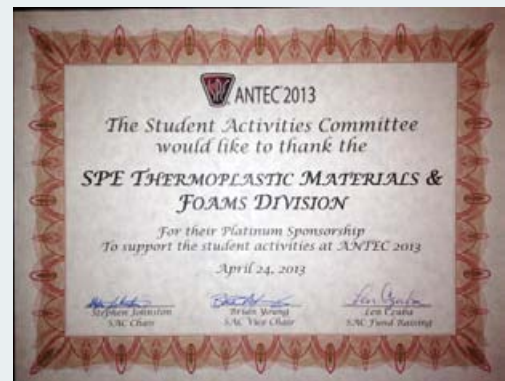 SPE ANTEC 2013
The Student Activities Committee
would like to thank the
SPE THERMOPLASTIC MATERIALS &
FOAMS DIVISION
For their Platinum Sponsorship
To support the student activities at ANTEC 2013
April 24, 2013
Stephen Johnston Brian Young Len Czuba
SAC Chair SAC Vice Chair SAC Fund Raising